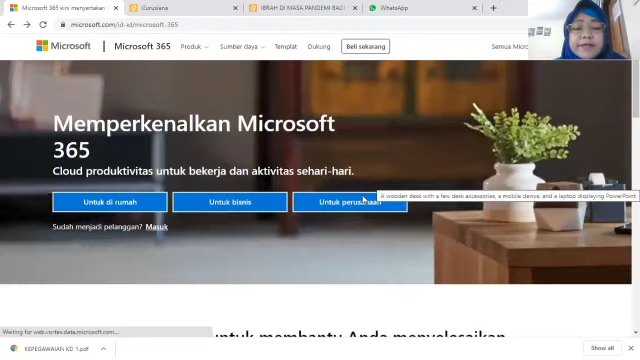 Microsoft 365 kini menyertakan
Gurusiana
IBRAH DI MASA PANDEMI BAGI
WhatsApp
microsoft.com/id-id/microsoft-365
Microsoft
Microsoft 365
Produk
Sumber daya
Templat
Dukung
Beli sekarang
Semua Micro
Memperkenalkan Microsoft
365
Cloud produktivitas untuk bekerja dan aktivitas sehari-hari.
Untuk di rumah
Untuk bisnis
Untuk perusahaan
A wooden desk with a few desk accessories, a mobile device, and a laptop displaying PowerPoint
Sudah menjadi pelanggan? Masuk
Waiting for web.vortex.data.microsoft.com...
untuk membantu Anda menyelesaikan
KEPEGAWAIAN KD 1.pdf
Show all